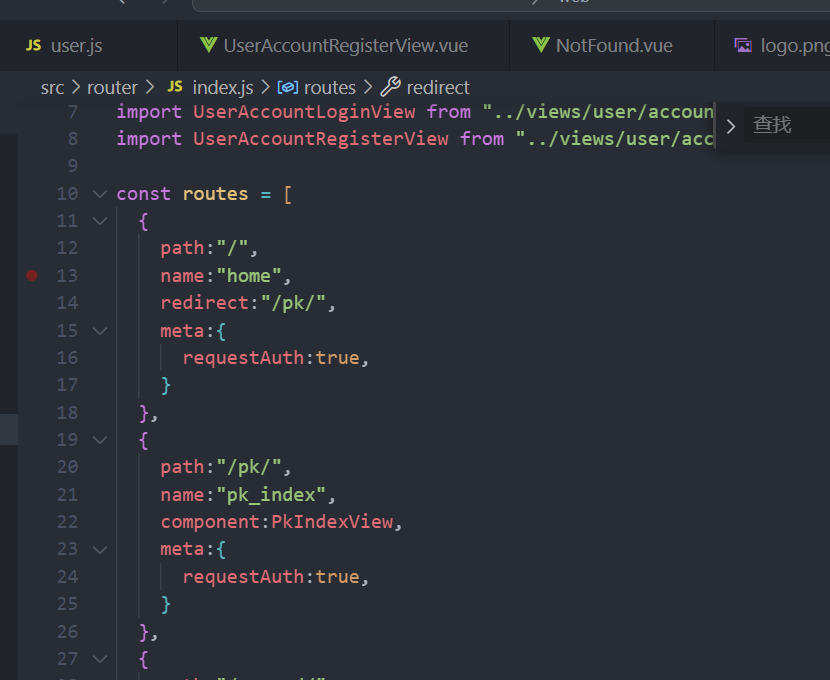 web
JS user.js
UserAccountRegisterView.vue
NotFound.vue
logo.png
src > router > JS index.js > routes > redirect
查找
7 import UserAccountLoginView from "../views/user/accoun
8 import UserAccountRegisterView from "../views/user/acc
9
10 const routes = [
11 {
12 path:"/",
13 name:"home",
14 redirect:"/pk/",
15 meta:{
16 requestAuth:true,
17 }
18 },
19 {
20 path:"/pk/",
21 name:"pk_index",
22 component:PkIndexView,
23 meta:{
24 requestAuth:true,
25 }
26 },
27 {